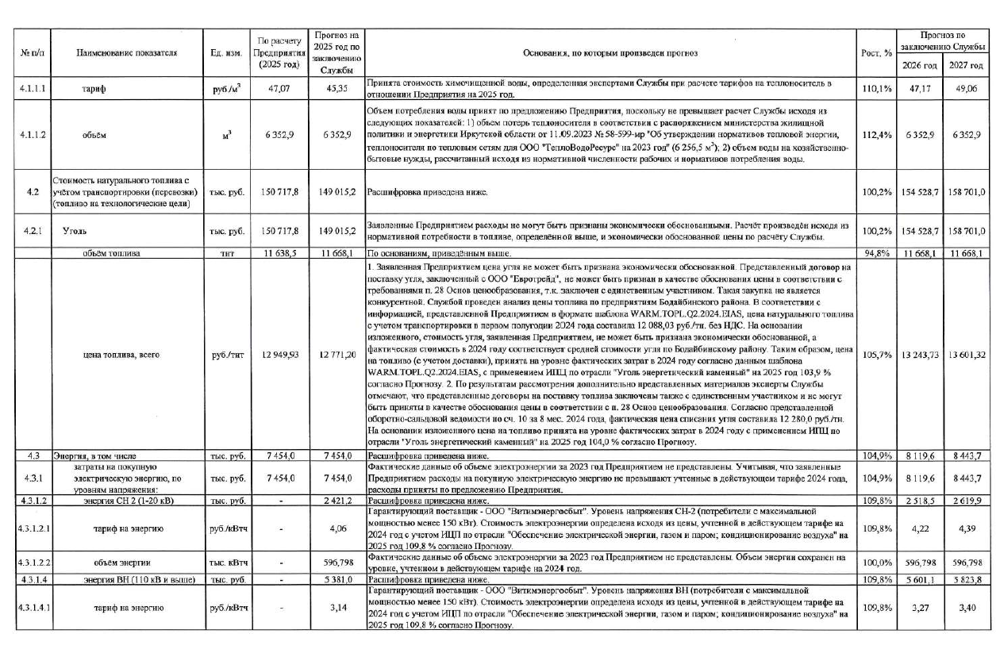 № п/п
Наименование показателя
Ед. изм.
По расчету
Предприятия
(2025 год)
Прогноз на
2025 год по
заключению
Службы
Основания, по которым произведен прогноз
Рост, %
Прогноз по
заключению Службы
2026 год
2027 год
4.1.1.1 тариф руб./м³ 47,07 45,35
Принята стоимость химочищенной воды, определенная экспертами Службы при расчете тарифов на теплоноситель в
отношении Предприятия на 2025 год.
110,1% 47,17 49,06
4.1.1.2 объём м³ 6 352,9 6 352,9
Объем потребления воды принят по предложению Предприятия, поскольку не превышает расчет Службы исходя из
следующих показателей: 1) объем потерь теплоносителя в соответствии с распоряжением министерства жилищной
политики и энергетики Иркутской области от 11.09.2023 № 58-599-мр "Об утверждении нормативов тепловой энергии,
теплоносителя по тепловым сетям для ООО "ТеплоВодоРесурс" на 2023 год" (6 256,5 м³); 2) объем воды на хозяйственно-
бытовые нужды, рассчитанный исходя из нормативной численности рабочих и нормативов потребления воды.
112,4% 6 352,9 6 352,9
4.2
Стоимость натурального топлива с
учётом транспортировки (перевозки)
(топливо на технологические цели)
тыс. руб. 150 717,8 149 015,2 Расшифровка приведена ниже. 100,2% 154 528,7 158 701,0
4.2.1 Уголь тыс. руб. 150 717,8 149 015,2
Заявленные Предприятием расходы не могут быть признаны экономически обоснованными. Расчёт произведён исходя из
нормативной потребности в топливе, определённой выше, и экономически обоснованной цены по расчёту Службы.
100,2% 154 528,7 158 701,0
объём топлива тнт 11 638,5 11 668,1 По основаниям, приведённым выше. 94,8% 11 668,1 11 668,1
цена топлива, всего руб./тнт 12 949,93 12 771,20
1. Заявленная Предприятием цена угля не может быть признана экономически обоснованной. Представленный договор на
поставку угля, заключенный с ООО "Евротрейд", не может быть признан в качестве обоснования цены в соответствии с
требованиями п. 28 Основ ценообразования, т.к. заключен с единственным участником. Такая закупка не является
конкурентной. Службой проведен анализ цены топлива по предприятиям Бодайбинского района. В соответствии с
информацией, представленной Предприятием в формате шаблона WARM.TOPL.Q2.2024.EIAS, цена натурального топлива
с учетом транспортировки в первом полугодии 2024 года составила 12 088,03 руб./тн. без НДС. На основании
изложенного, стоимость угля, заявленная Предприятием, не может быть признана экономически обоснованной, а
фактическая стоимость в 2024 году соответствует средней стоимости угля по Бодайбинскому району. Таким образом, цена
на топливо (с учетом доставки), принята на уровне фактических затрат в 2024 году согласно данным шаблона
WARM.TOPL.Q2.2024.EIAS, с применением ИПЦ по отрасли "Уголь энергетический каменный" на 2025 год 103,9 %
согласно Прогнозу. 2. По результатам рассмотрения дополнительно представленных материалов эксперты Службы
отмечают, что представленные договоры на поставку топлива заключены также с единственным участником и не могут
быть приняты в качестве обоснования цены в соответствии с п. 28 Основ ценообразования. Согласно представленной
оборотно-сальдовой ведомости по сч. 10 за 8 мес. 2024 года, фактическая цена списания угля составила 12 280,0 руб./тн.
На основании изложенного цена на топливо принята на уровне фактических затрат в 2024 году с применением ИПЦ по
отрасли "Уголь энергетический каменный" на 2025 год 104,0 % согласно Прогнозу.
105,7% 13 243,73 13 601,32
4.3 Энергия, в том числе тыс. руб. 7 454,0 7 454,0 Расшифровка приведена ниже. 104,9% 8 119,6 8 443,7
4.3.1
затраты на покупную
электрическую энергию, по
уровням напряжения:
тыс. руб. 7 454,0 7 454,0
Фактические данные об объеме электроэнергии за 2023 год Предприятием не представлены. Учитывая, что заявленные
Предприятием расходы на покупную электрическую энергию не превышают учтенные в действующем тарифе 2024 года,
расходы приняты по предложению Предприятия.
104,9% 8 119,6 8 443,7
4.3.1.2 энергия СН 2 (1-20 кВ) тыс. руб. - 2 421,2 Расшифровка приведена ниже. 109,8% 2 518,5 2 619,9
4.3.1.2.1 тариф на энергию руб./кВтч - 4,06
Гарантирующий поставщик - ООО "Витимэнергосбыт". Уровень напряжения СН-2 (потребители с максимальной
мощностью менее 150 кВт). Стоимость электроэнергии определена исходя из цены, учтенной в действующем тарифе на
2024 год с учетом ИЦП по отрасли "Обеспечение электрической энергии, газом и паром; кондиционирование воздуха" на
2025 год 109,8 % согласно Прогнозу.
109,8% 4,22 4,39
4.3.1.2.2 объём энергии тыс. кВтч - 596,798
Фактические данные об объеме электроэнергии за 2023 год Предприятием не представлены. Объем энергии сохранен на
уровне, учтенном в действующем тарифе на 2024 год.
100,0% 596,798 596,798
4.3.1.4 энергия ВН (110 кВ и выше) тыс. руб. - 5 381,0 Расшифровка приведена ниже. 109,8% 5 601,1 5 823,8
4.3.1.4.1 тариф на энергию руб./кВтч - 3,14
Гарантирующий поставщик - ООО "Витимэнергосбыт". Уровень напряжения ВН (потребители с максимальной
мощностью менее 150 кВт). Стоимость электроэнергии определена исходя из цены, учтенной в действующем тарифе на
2024 год с учетом ИЦП по отрасли "Обеспечение электрической энергии, газом и паром; кондиционирование воздуха" на
2025 год 109,8 % согласно Прогнозу.
109,8% 3,27 3,40